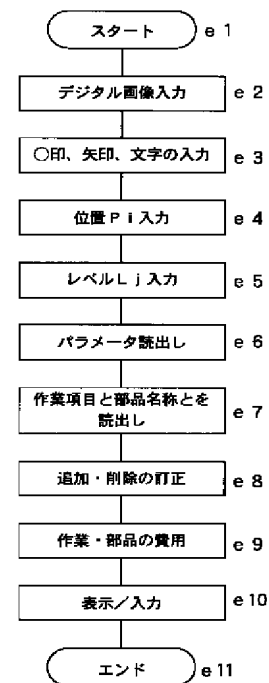 スタート e 1
デジタル画像入力 e 2
○印、矢印、文字の入力 e 3
位置Ｐｉ入力 e 4
レベルＬｊ入力 e 5
パラメータ読出し e 6
作業項目と部品名称とを
読出し e 7
追加・削除の訂正 e 8
作業・部品の費用 e 9
表示／入力 e 10
エンド e 11